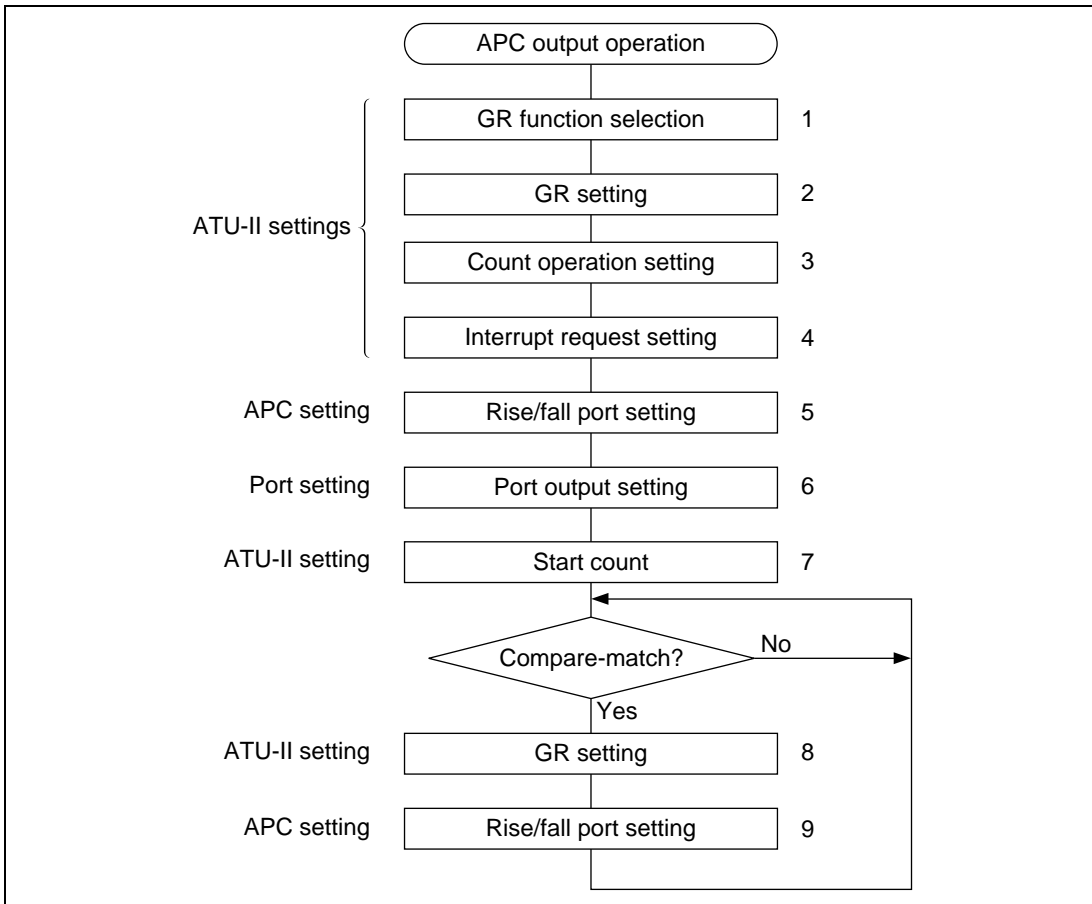 APC output operation
GR function selection 1
GR setting 2
ATU-II settings
Count operation setting 3
Interrupt request setting 4
APC setting Rise/fall port setting 5
Port setting Port output setting 6
ATU-II setting Start count 7
Compare-match? No
Yes
ATU-II setting GR setting 8
APC setting Rise/fall port setting 9